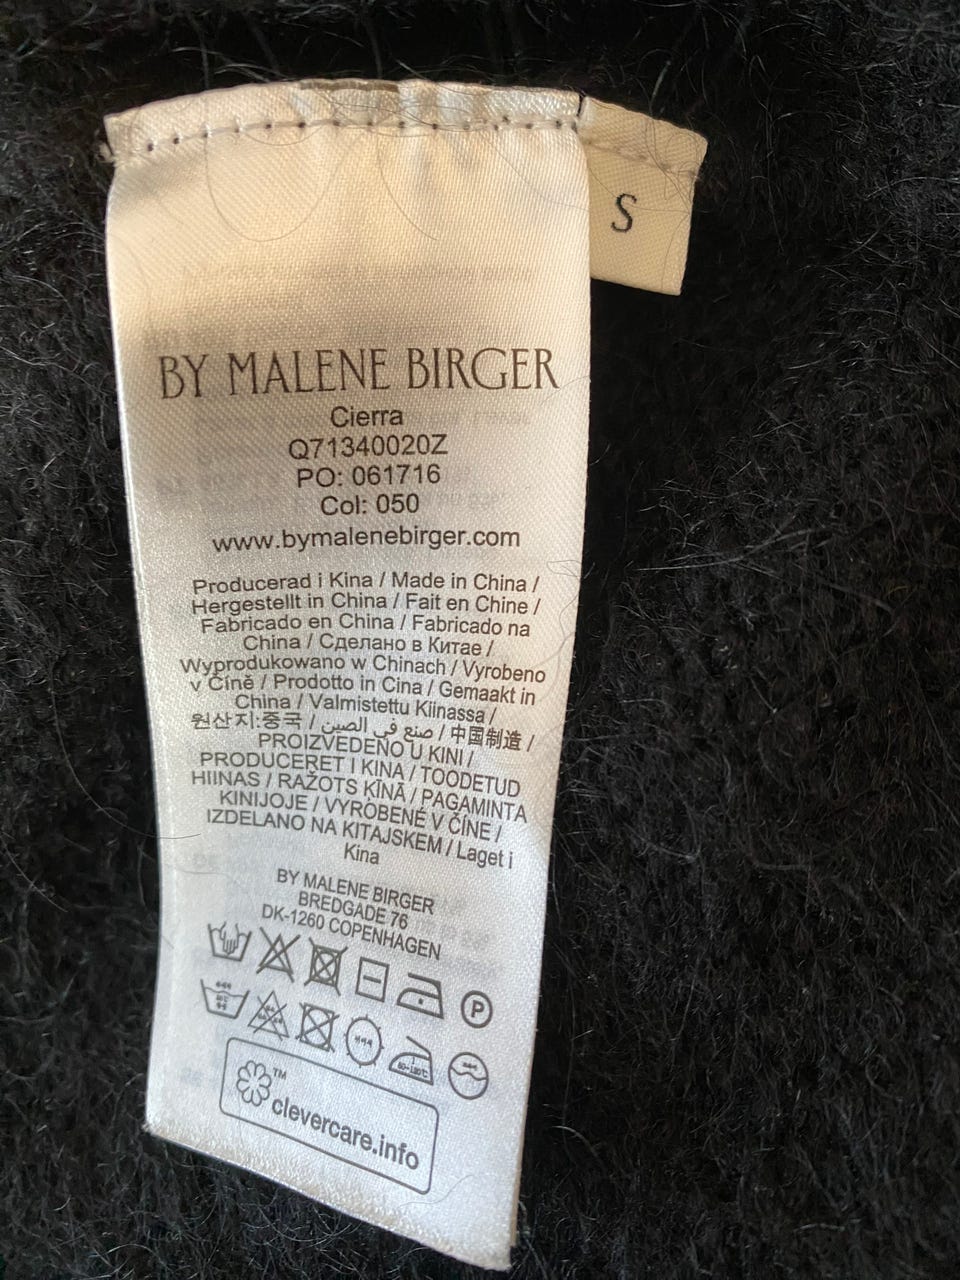 S
BY MALENE BIRGER
Cierra
Q71340020Z
PO: 061716
Col: 050
www.bymalenebirger.com
Producerad i Kina / Made in China /
Hergestellt in China / Fait en Chine /
Fabricado en China / Fabricado na
China / Сделано в Китае /
Wyprodukowano w Chinach / Vyrobeno
v Číně / Prodotto in Cina / Gemaakt in
China / Valmistettu Kiinassa /
원산지:중국 / صنع في الصين / 中国制造 /
PROIZVEDENO U KINI /
PRODUCERET I KINA / TOODETUD
HIINAS / RAŽOTS ĶĪNĀ / PAGAMINTA
KINIJOJE / VYROBENÉ V ČÍNE /
IZDELANO NA KITAJSKEM / Laget i
Kina
BY MALENE BIRGER
BREDGADE 76
DK-1260 COPENHAGEN
P
clevercare.info
TM